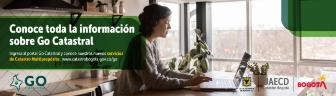 Conoce toda la información
sobre Go Catastral
Ingresa al portal Go Catastral y conoce nuestros nuevos servicios
de Catastro Multipropósito. www.catastrobogota.gov.co/go
GO
UAECD
BOGOTÁ